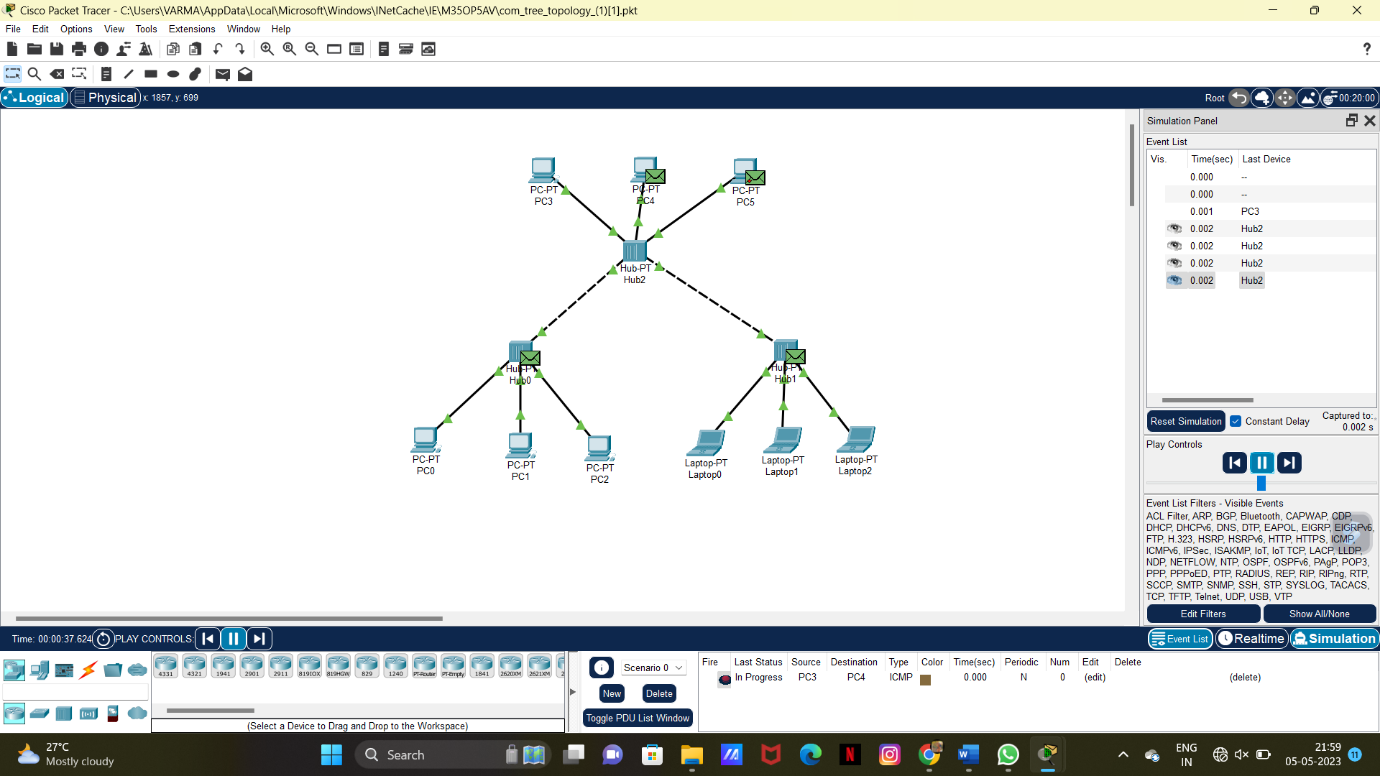 Cisco Packet Tracer - C:\Users\VARMA\AppData\Local\Microsoft\Windows\INetCache\IE\M35OP5AV\com_tree_topology_(1)[1].pkt
File Edit Options View Tools Extensions Window Help
Logical Physical x: 1857, y: 699 Root 00:20:00
Simulation Panel
Event List
Vis. Time(sec) Last Device
0.000 --
0.000 --
0.001 PC3
0.002 Hub2
0.002 Hub2
0.002 Hub2
0.002 Hub2
PC-PT
PC3
PC-PT
PC4
PC-PT
PC5
Hub-PT
Hub2
Hub-PT
Hub0
Hub-PT
Hub1
PC-PT
PC0
PC-PT
PC1
PC-PT
PC2
Laptop-PT
Laptop0
Laptop-PT
Laptop1
Laptop-PT
Laptop2
Reset Simulation Constant Delay Captured to:
0.002 s
Play Controls
Event List Filters - Visible Events
ACL Filter, ARP, BGP, Bluetooth, CAPWAP, CDP,
DHCP, DHCPv6, DNS, DTP, EAPOL, EIGRP, EIGRPv6,
FTP, H.323, HSRP, HSRPv6, HTTP, HTTPS, ICMP,
ICMPv6, IPSec, ISAKMP, IoT, IoT TCP, LACP, LLDP,
NDP, NETFLOW, NTP, OSPF, OSPFv6, PAgP, POP3,
PPP, PPPoED, PTP, RADIUS, REP, RIP, RIPng, RTP,
SCCP, SMTP, SNMP, SSH, STP, SYSLOG, TACACS,
TCP, TFTP, Telnet, UDP, USB, VTP
Edit Filters Show All/None
Time: 00:00:37.624 PLAY CONTROLS:
Event List Realtime Simulation
4331 4321 1941 2901 2911 819IOX 819HGW 829 1240 PT-Router PT-Empty 1841 2620XM 2621XM
(Select a Device to Drag and Drop to the Workspace)
Scenario 0
New Delete
Toggle PDU List Window
Fire Last Status Source Destination Type Color Time(sec) Periodic Num Edit Delete
In Progress PC3 PC4 ICMP 0.000 N 0 (edit) (delete)
27°C
Mostly cloudy
Search
ENG
IN
21:59
05-05-2023
11